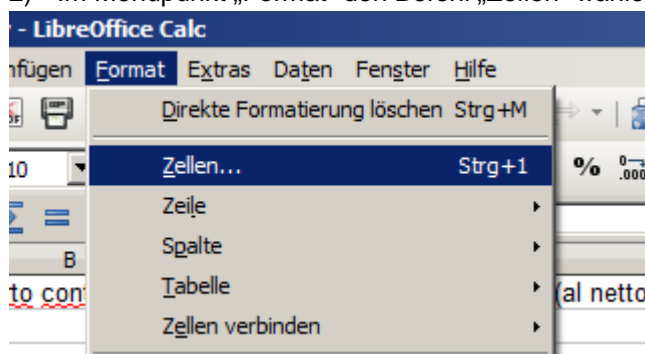 - LibreOffice Calc
nfügen Format Extras Daten Fenster Hilfe
Direkte Formatierung löschen Strg+M
10 Zellen... Strg+1 %
Zeile
Spalte
B
Tabelle
to con (al netto
Zellen verbinden